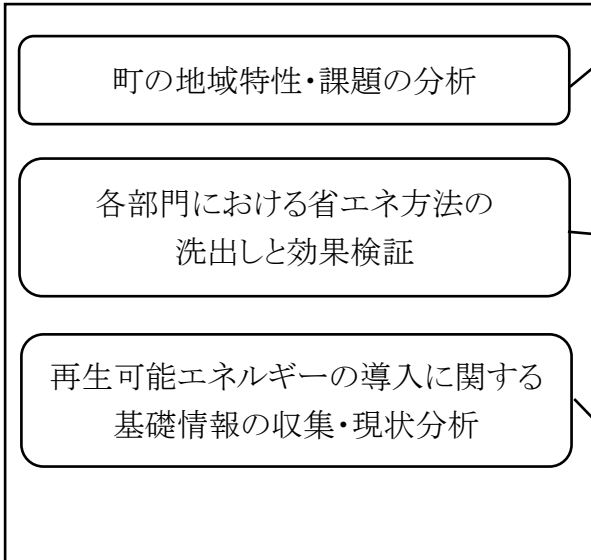 町の地域特性・課題の分析
各部門における省エネ方法の
洗出しと効果検証
再生可能エネルギーの導入に関する
基礎情報の収集・現状分析